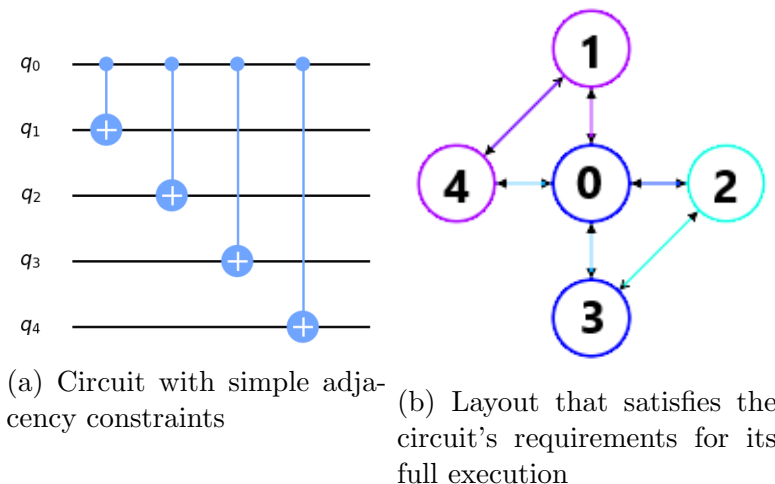 q0
q1
q2
q3
q4
1
4
0
2
3
(a) Circuit with simple adja-
cency constraints
(b) Layout that satisfies the
circuit's requirements for its
full execution